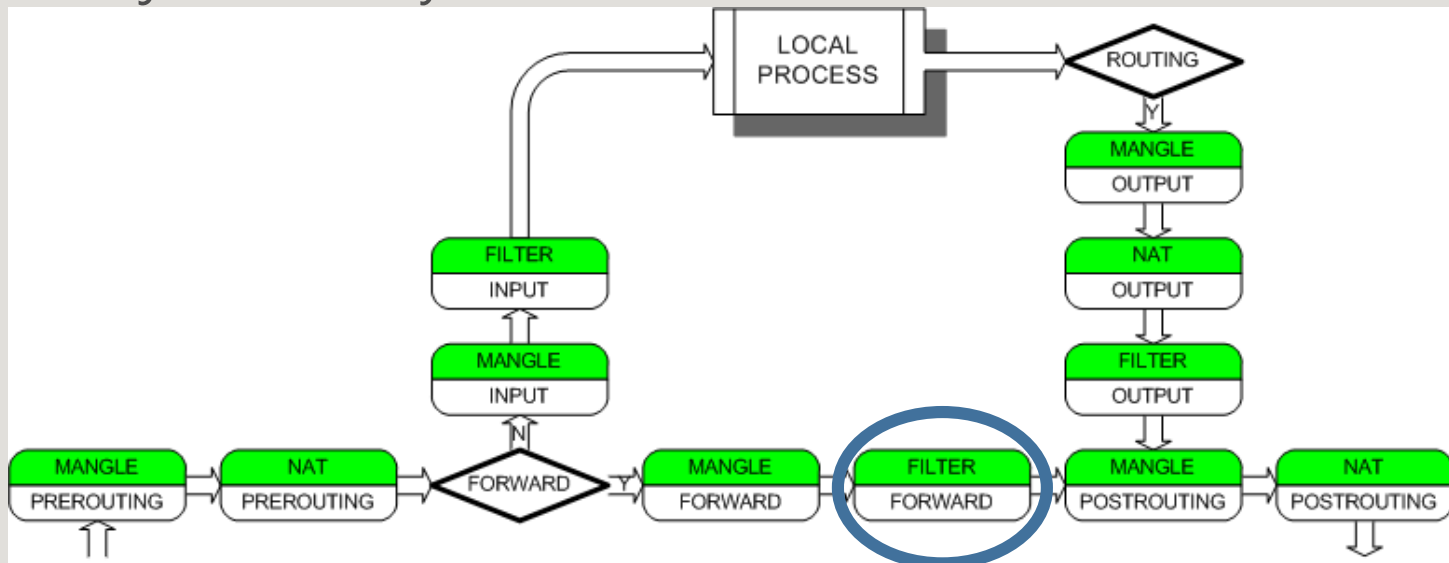 LOCAL
PROCESS
ROUTING
Y
MANGLE
OUTPUT
NAT
OUTPUT
FILTER
OUTPUT
FILTER
INPUT
MANGLE
INPUT
N
MANGLE
PREROUTING
NAT
PREROUTING
FORWARD
Y
MANGLE
FORWARD
FILTER
FORWARD
MANGLE
POSTROUTING
NAT
POSTROUTING